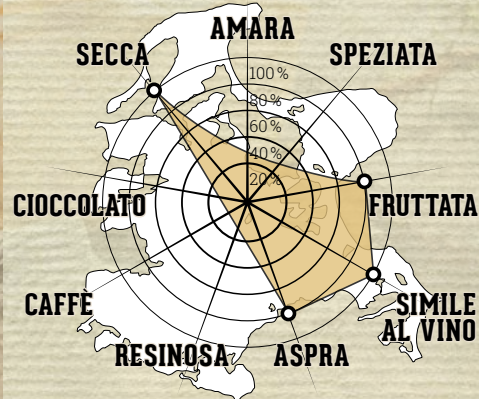 AMARA
SECCA
SPEZIATA
100%
80%
60%
40%
20%
CIOCCOLATO
FRUTTATA
CAFFÈ
SIMILE
AL VINO
RESINOSA
ASPRA